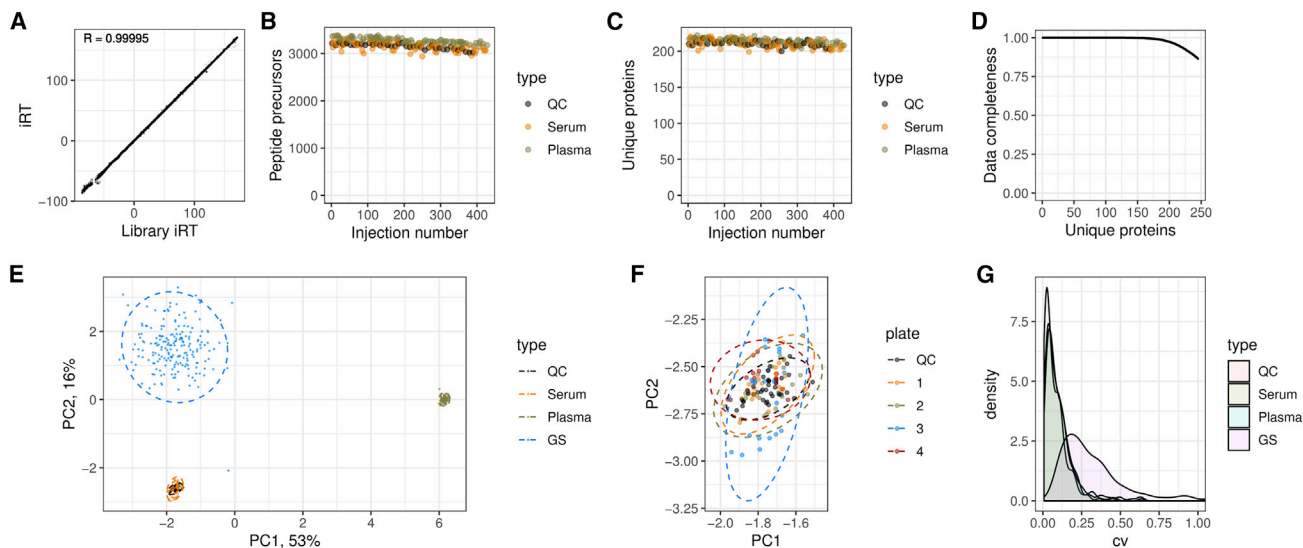 A
R = 0.99995
iRT
100
0
−100
0
100
Library iRT
B
Peptide precursors
3000
2000
1000
0
0
100
200
300
400
Injection number
type
QC
Serum
Plasma
C
Unique proteins
200
150
100
50
0
0
100
200
300
400
Injection number
type
QC
Serum
Plasma
D
Data completeness
1.00
0.75
0.50
0.25
0.00
0
50
100
150
200
250
Unique proteins
E
PC2, 16%
2
0
−2
−2
0
2
4
6
PC1, 53%
type
QC
Serum
Plasma
GS
F
PC2
−2.25
−2.50
−2.75
−3.00
−3.25
−2.0
−1.8
−1.6
PC1
plate
QC
1
2
3
4
G
density
7.5
5.0
2.5
0.0
0.00
0.25
0.50
0.75
1.00
cv
type
QC
Serum
Plasma
GS